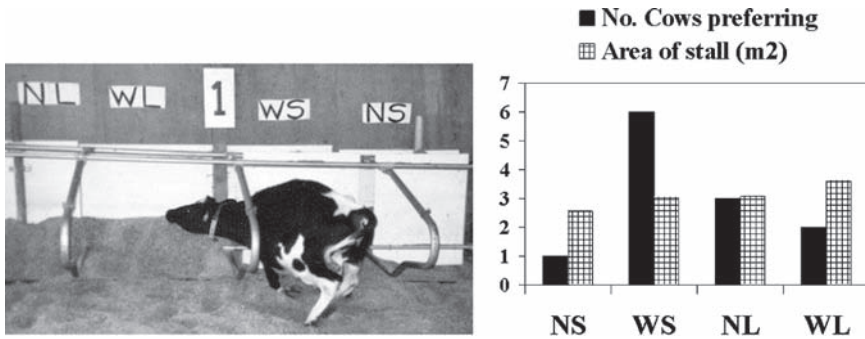 NL WL 1 WS NS
■ No. Cows preferring
▦ Area of stall (m2)
7
6
5
4
3
2
1
0
NS WS NL WL